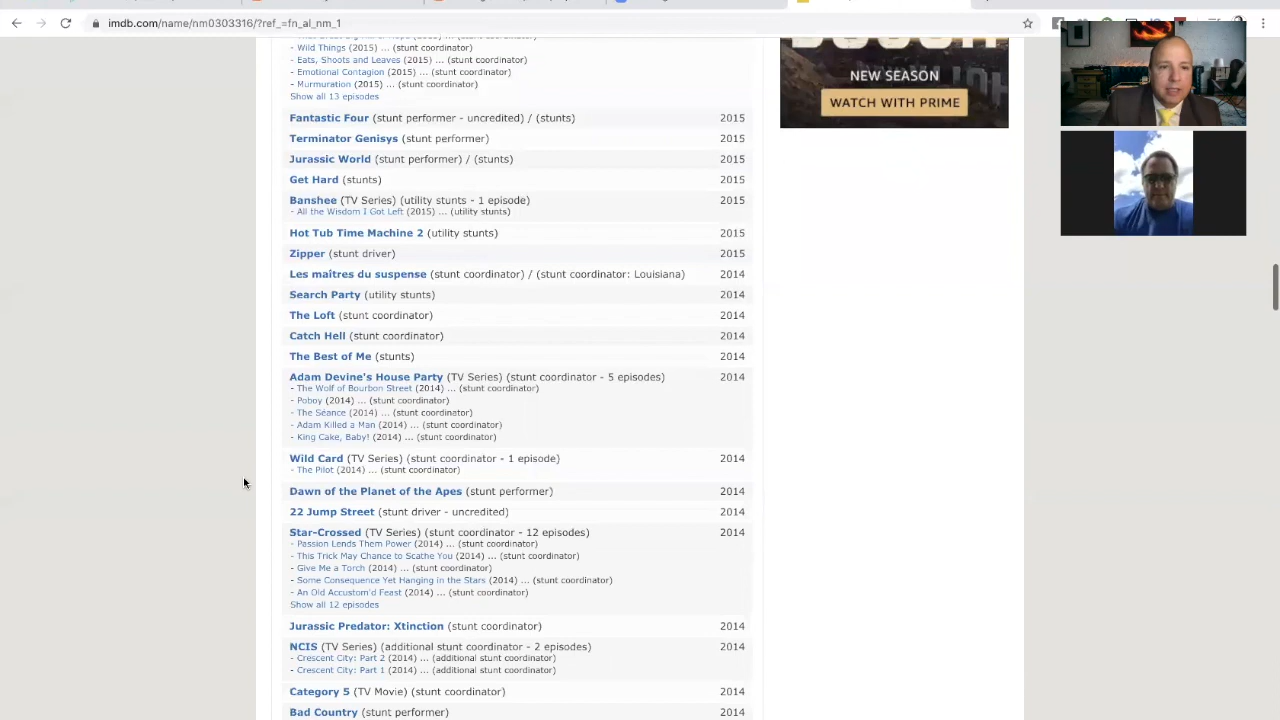 imdb.com/name/nm0303316/?ref_=fn_al_nm_1
- Wild Things (2015) ... (stunt coordinator)
- Eats, Shoots and Leaves (2015) ... (stunt coordinator)
- Emotional Contagion (2015) ... (stunt coordinator)
- Murmuration (2015) ... (stunt coordinator)
Show all 13 episodes
Fantastic Four (stunt performer - uncredited) / (stunts) 2015
Terminator Genisys (stunt performer) 2015
Jurassic World (stunt performer) / (stunts) 2015
Get Hard (stunts) 2015
Banshee (TV Series) (utility stunts - 1 episode) 2015
- All the Wisdom I Got Left (2015) ... (utility stunts)
Hot Tub Time Machine 2 (utility stunts) 2015
Zipper (stunt driver) 2015
Les maîtres du suspense (stunt coordinator) / (stunt coordinator: Louisiana) 2014
Search Party (utility stunts) 2014
The Loft (stunt coordinator) 2014
Catch Hell (stunt coordinator) 2014
The Best of Me (stunts) 2014
Adam Devine's House Party (TV Series) (stunt coordinator - 5 episodes) 2014
- The Wolf of Bourbon Street (2014) ... (stunt coordinator)
- Poboy (2014) ... (stunt coordinator)
- The Séance (2014) ... (stunt coordinator)
- Adam Killed a Man (2014) ... (stunt coordinator)
- King Cake, Baby! (2014) ... (stunt coordinator)
Wild Card (TV Series) (stunt coordinator - 1 episode) 2014
- The Pilot (2014) ... (stunt coordinator)
Dawn of the Planet of the Apes (stunt performer) 2014
22 Jump Street (stunt driver - uncredited) 2014
Star-Crossed (TV Series) (stunt coordinator - 12 episodes) 2014
- Passion Lends Them Power (2014) ... (stunt coordinator)
- This Trick May Chance to Scathe You (2014) ... (stunt coordinator)
- Give Me a Torch (2014) ... (stunt coordinator)
- Some Consequence Yet Hanging in the Stars (2014) ... (stunt coordinator)
- An Old Accustom'd Feast (2014) ... (stunt coordinator)
Show all 12 episodes
Jurassic Predator: Xtinction (stunt coordinator) 2014
NCIS (TV Series) (additional stunt coordinator - 2 episodes) 2014
- Crescent City: Part 2 (2014) ... (additional stunt coordinator)
- Crescent City: Part 1 (2014) ... (additional stunt coordinator)
Category 5 (TV Movie) (stunt coordinator) 2014
Bad Country (stunt performer) 2014
NEW SEASON
WATCH WITH PRIME